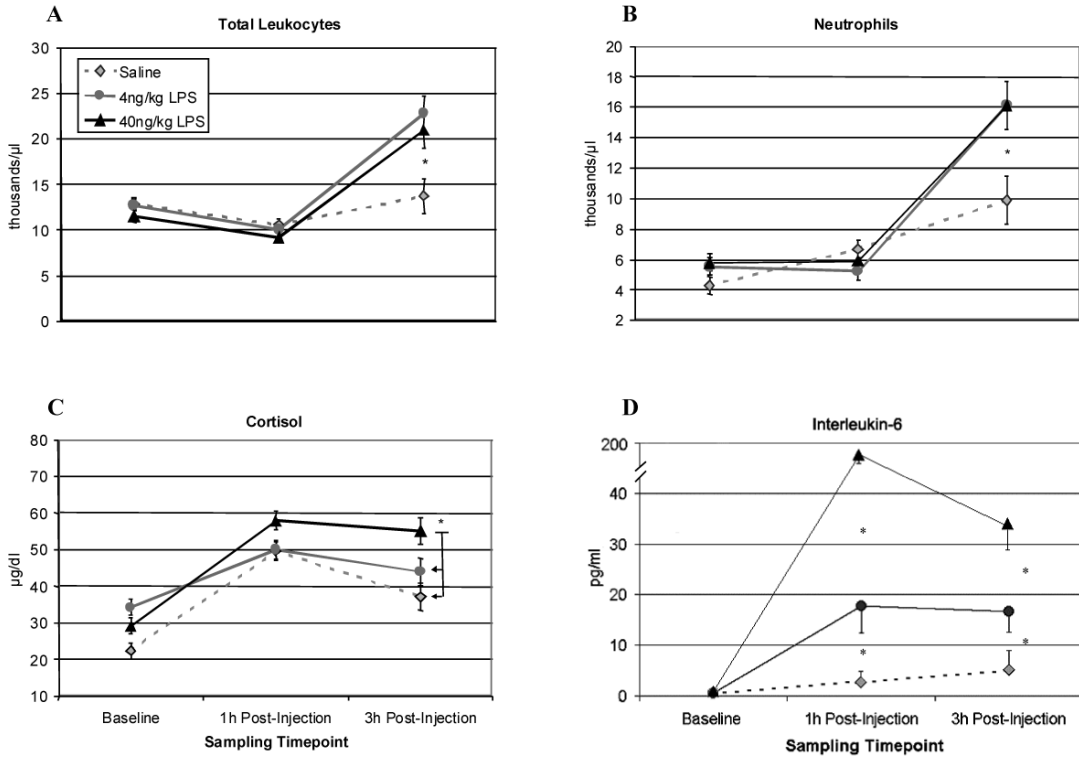 A
Total Leukocytes
30
25
20
15
10
5
0
thousands/µl
Saline
4ng/kg LPS
40ng/kg LPS
*
B
Neutrophils
20
18
16
14
12
10
8
6
4
2
thousands/µl
*
C
Cortisol
80
70
60
50
40
30
20
10
µg/dl
*
Baseline
1h Post-Injection
3h Post-Injection
Sampling Timepoint
D
Interleukin-6
200
40
30
20
10
0
pg/ml
*
*
*
*
Baseline
1h Post-Injection
3h Post-Injection
Sampling Timepoint